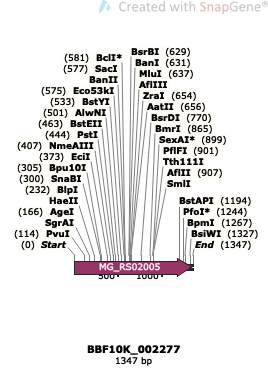 Created with SnapGene®
(581) BclI*
(577) SacI
BanII
(575) Eco53kI
(533) BstYI
(501) AlwNI
(463) BstEII
(444) PstI
(407) NmeAIII
(373) EciI
(305) Bpu10I
(300) SnaBI
(232) BlpI
HaeII
(166) AgeI
SgrAI
(114) PvuI
(0) Start
BsrBI (629)
BanI (631)
MluI (637)
AflIII
ZraI (654)
AatII (656)
BsrDI (770)
BmrI (865)
SexAI* (899)
PflFI (901)
Tth111I
AflII (907)
SmlI
BstAPI (1194)
PfoI* (1244)
BpmI (1267)
BsiWI (1327)
End (1347)
MG_RS02005
500
1000
BBF10K_002277
1347 bp